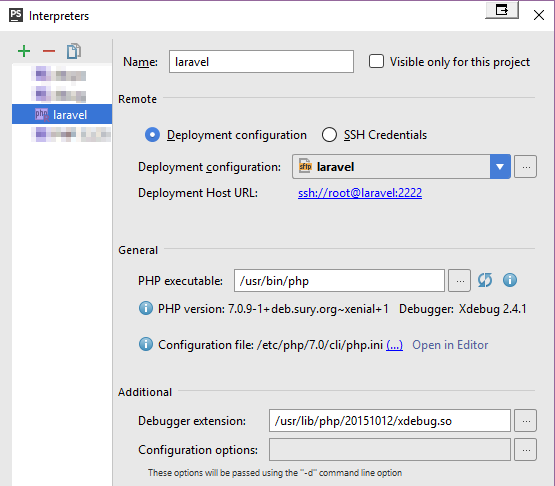 PS Interpreters
Name: laravel Visible only for this project
php laravel
Remote
Deployment configuration SSH Credentials
Deployment configuration: sftp laravel ...
Deployment Host URL: ssh://root@laravel:2222
General
PHP executable: /usr/bin/php ...
PHP version: 7.0.9-1+deb.sury.org~xenial+1 Debugger: Xdebug 2.4.1
Configuration file: /etc/php/7.0/cli/php.ini (...) Open in Editor
Additional
Debugger extension: /usr/lib/php/20151012/xdebug.so ...
Configuration options: ...
These options will be passed using the "-d" command line option